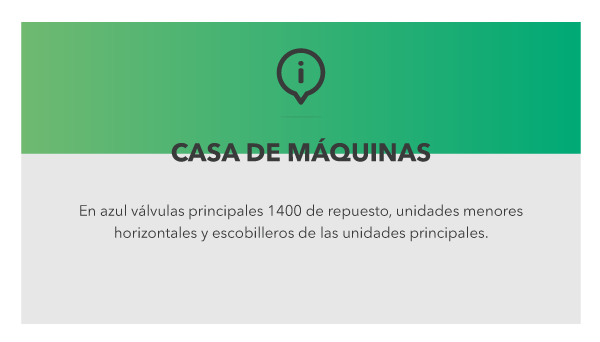 CASA DE MÁQUINAS
En azul válvulas principales 1400 de repuesto, unidades menores
horizontales y escobilleros de las unidades principales.